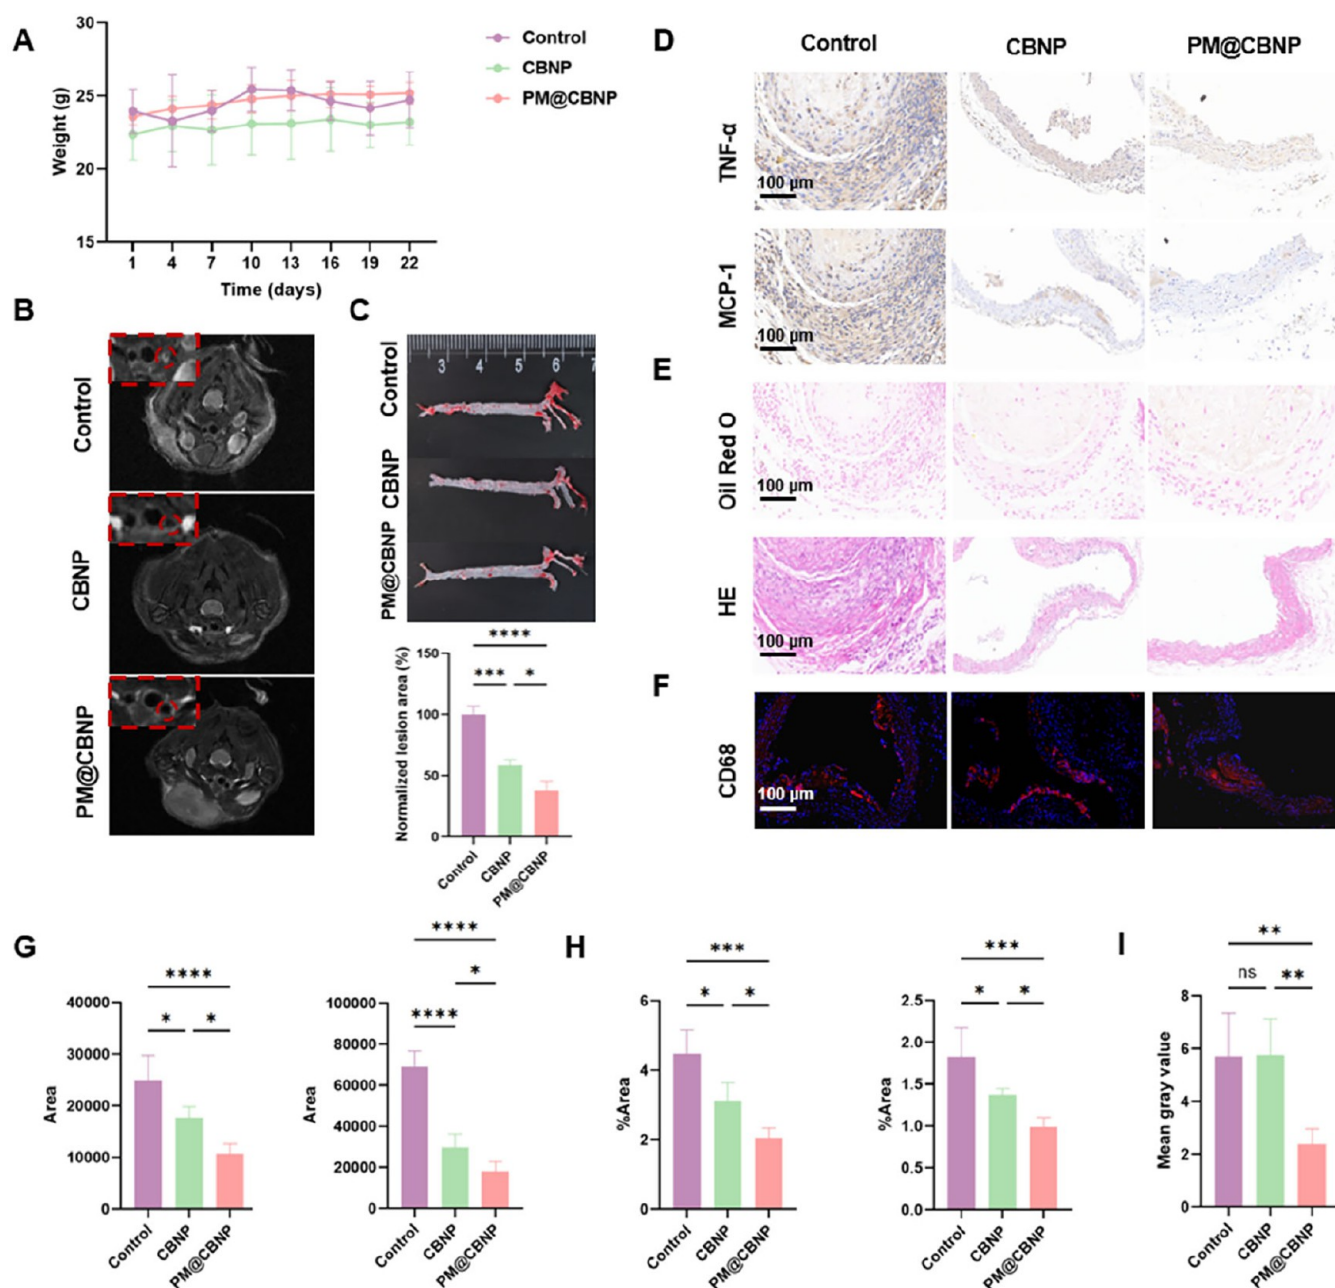 A
30
25
20
15
Weight (g)
1 4 7 10 13 16 19 22
Time (days)
Control
CBNP
PM@CBNP
B
Control
CBNP
PM@CBNP
C
3 4 5 6 7
Control
CBNP
PM@CBNP
****
*** *
150
100
50
0
Normalized lesion area (%)
Control CBNP PM@CBNP
D
Control CBNP PM@CBNP
TNF-α
100 μm
MCP-1
100 μm
E
Oil Red O
100 μm
HE
100 μm
F
CD68
100 μm
G
****
* *
40000
30000
20000
10000
0
Area
Control CBNP PM@CBNP
****
*
****
100000
80000
60000
40000
20000
0
Area
Control CBNP PM@CBNP
H
***
* *
6
4
2
0
%Area
Control CBNP PM@CBNP
***
* *
2.5
2.0
1.5
1.0
0.5
0.0
%Area
Control CBNP PM@CBNP
I
**
ns **
8
6
4
2
0
Mean gray value
Control CBNP PM@CBNP